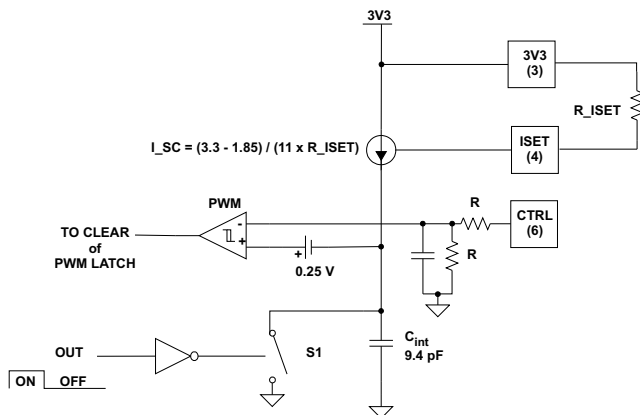 3V3
3V3
(3)
R_ISET
I_SC = (3.3 - 1.85) / (11 x R_ISET)
ISET
(4)
PWM
R
CTRL
(6)
-
+
TO CLEAR
of
PWM LATCH
+
0.25 V
R
OUT
S1
Cint
9.4 pF
ON OFF